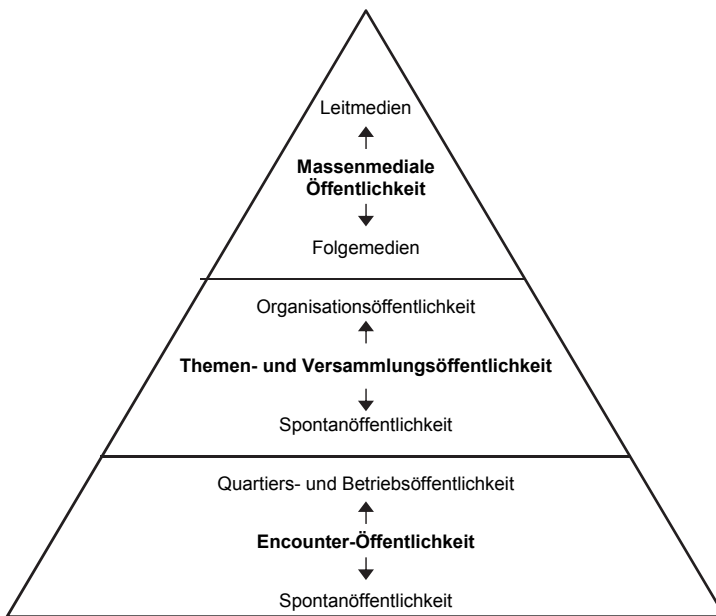 Leitmedien
Massenmediale
Öffentlichkeit
Folgemedien
Organisationsöffentlichkeit
Themen- und Versammlungsöffentlichkeit
Spontanöffentlichkeit
Quartiers- und Betriebsöffentlichkeit
Encounter-Öffentlichkeit
Spontanöffentlichkeit